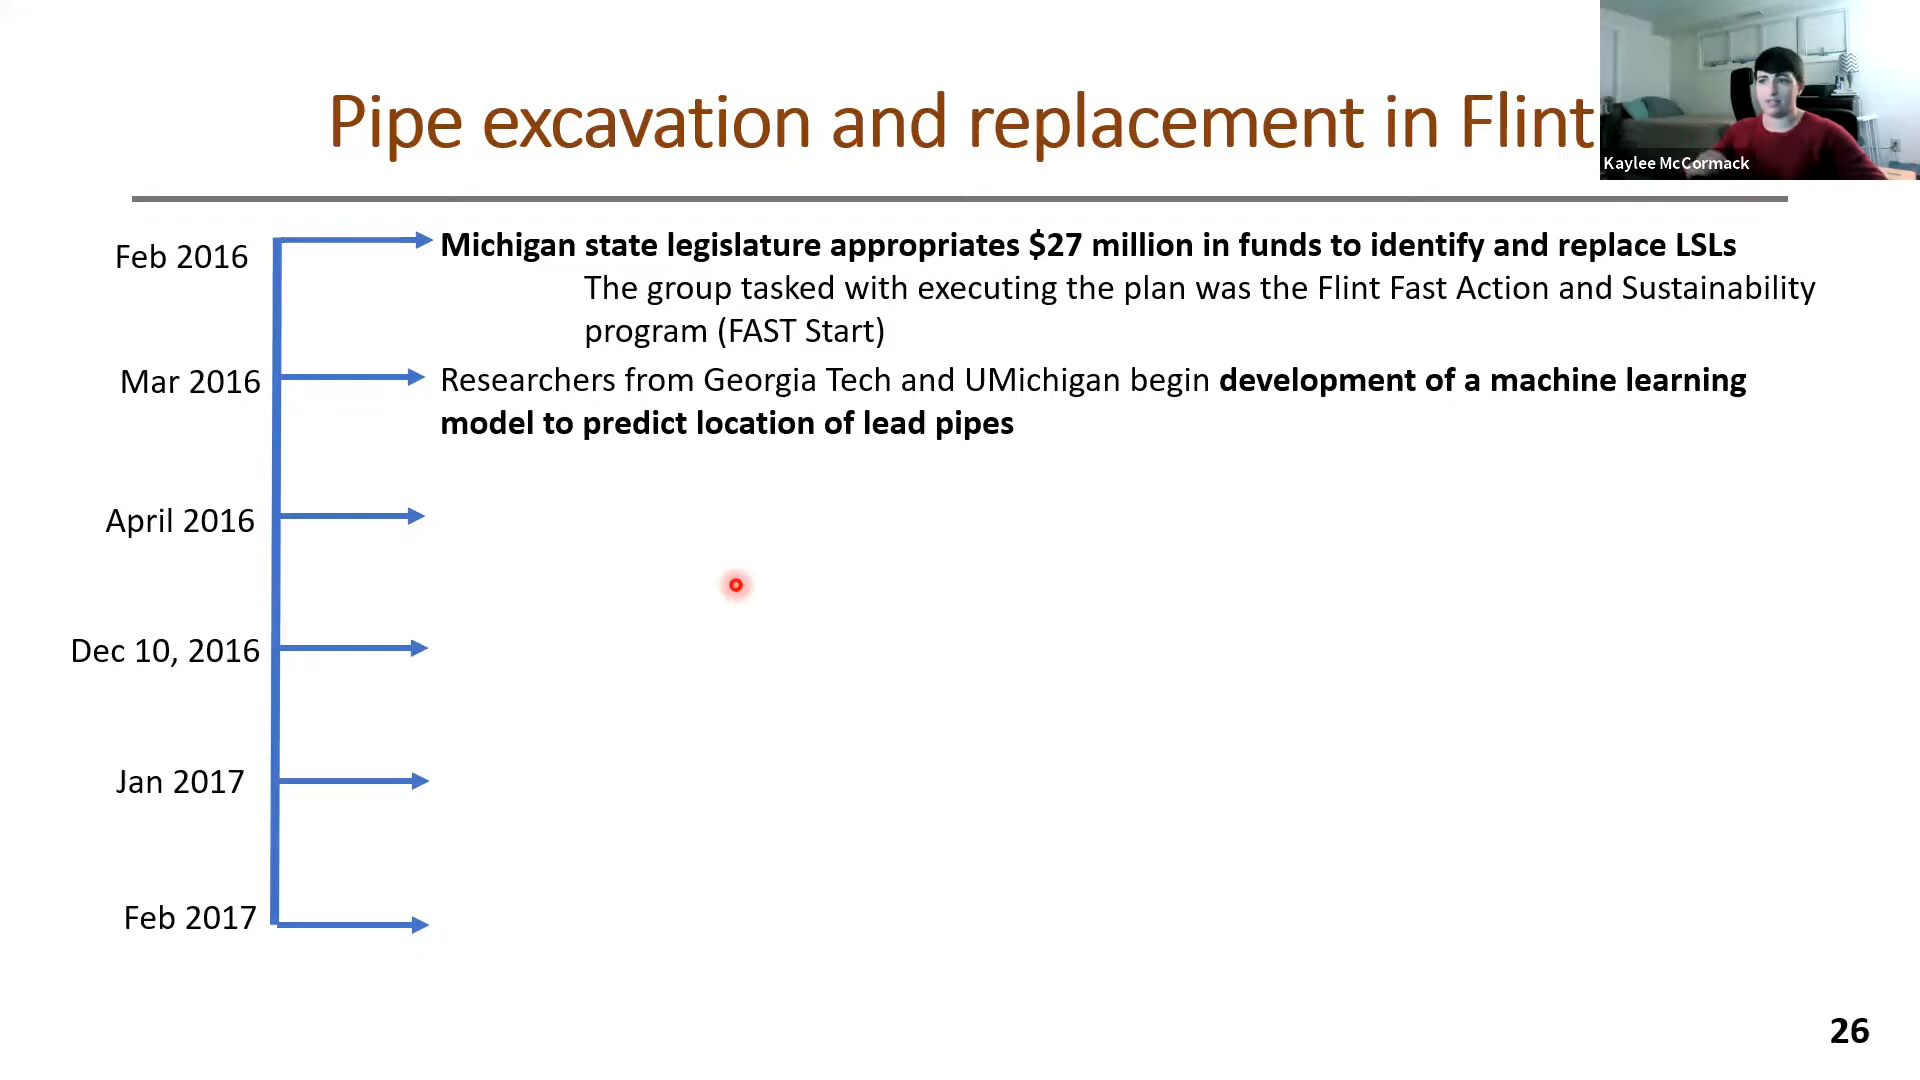 Pipe excavation and replacement in Flint
Kaylee McCormack
Feb 2016
Michigan state legislature appropriates $27 million in funds to identify and replace LSLs
The group tasked with executing the plan was the Flint Fast Action and Sustainability
program (FAST Start)
Mar 2016
Researchers from Georgia Tech and UMichigan begin development of a machine learning
model to predict location of lead pipes
April 2016
Dec 10, 2016
Jan 2017
Feb 2017
26